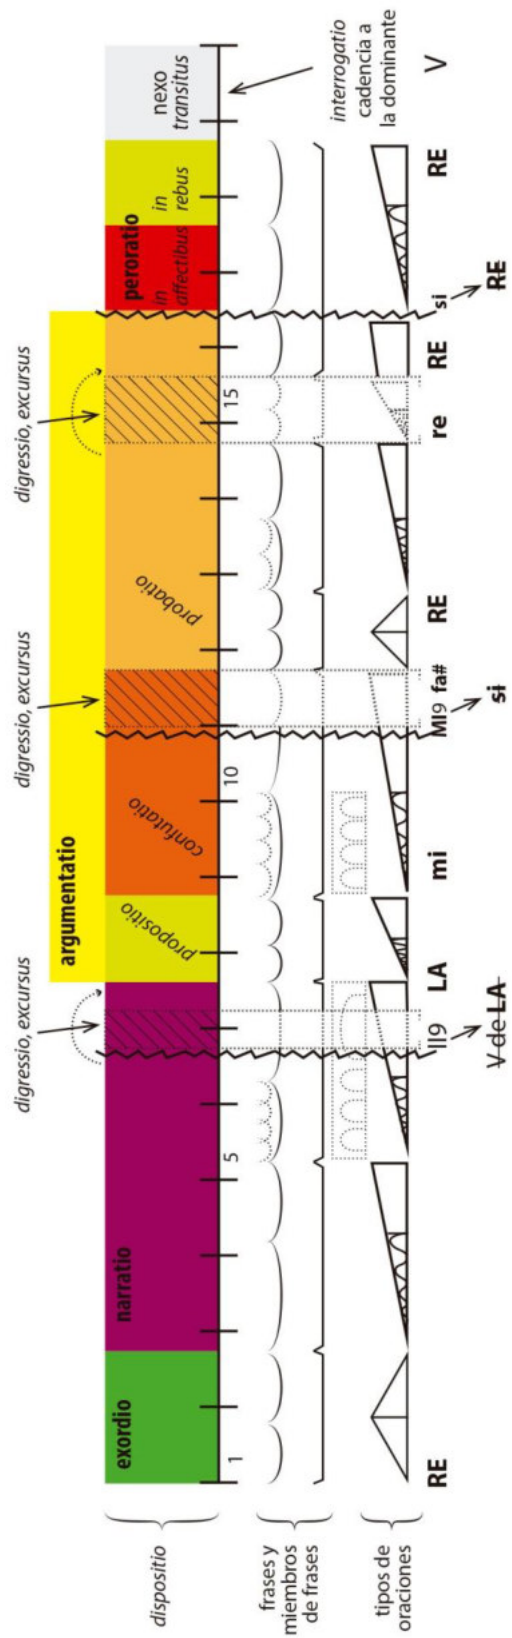 digressio, excursus
digressio, excursus
digressio, excursus
argumentatio
exordio
narratio
propositio
confutatio
probatio
peroratio
in
affectibus
in
rebus
nexo
transitus
dispositio
1
5
10
15
frases y
miembros
de frases
interrogatio
cadencia a
la dominante
tipos de
oraciones
RE
II9
LA
mi
MI9
fa#
RE
re
RE
si
RE
V
V de LA
si
RE